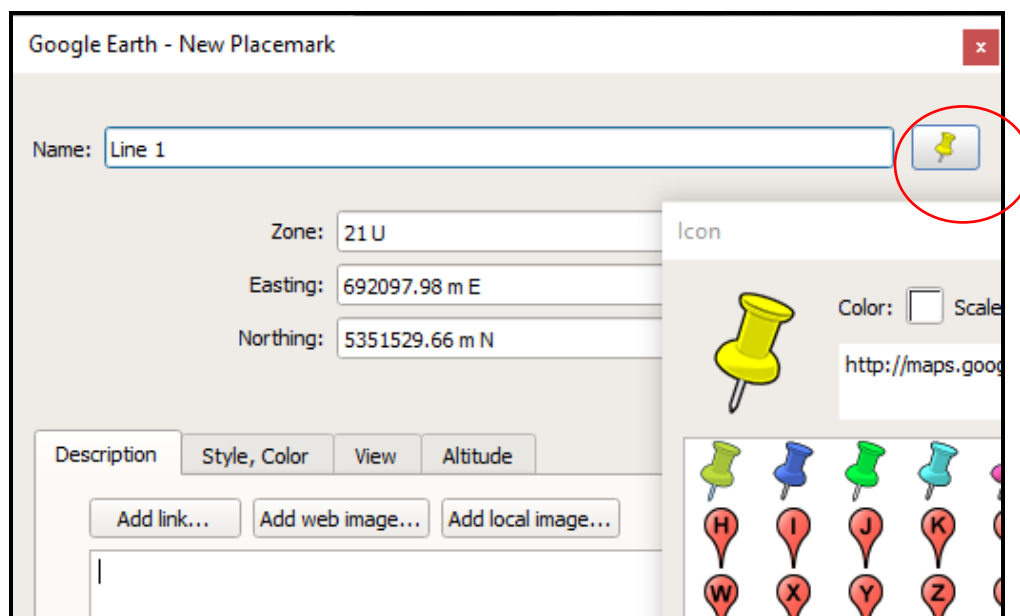 Google Earth - New Placemark
x
Name: Line 1
Zone: 21 U
Easting: 692097.98 m E
Northing: 5351529.66 m N
Icon
Color: Scale
http://maps.goog
Description Style, Color View Altitude
Add link... Add web image... Add local image...
H I J K
W X Y Z